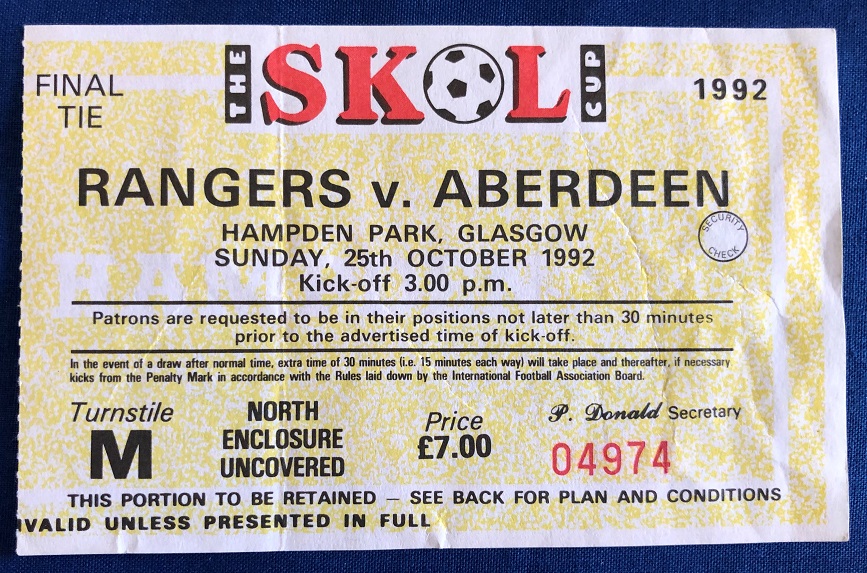 FINAL TIE
THE SKOL CUP
1992
RANGERS v. ABERDEEN
HAMPDEN PARK, GLASGOW
SUNDAY, 25th OCTOBER 1992
Kick-off 3.00 p.m.
SECURITY CHECK
Patrons are requested to be in their positions not later than 30 minutes
prior to the advertised time of kick-off.
In the event of a draw after normal time, extra time of 30 minutes (i.e. 15 minutes each way) will take place and thereafter, if necessary
kicks from the Penalty Mark in accordance with the Rules laid down by the International Football Association Board.
Turnstile
M
NORTH
ENCLOSURE
UNCOVERED
Price
£7.00
P. Donald Secretary
04974
THIS PORTION TO BE RETAINED — SEE BACK FOR PLAN AND CONDITIONS
UNLESS PRESENTED IN FULL